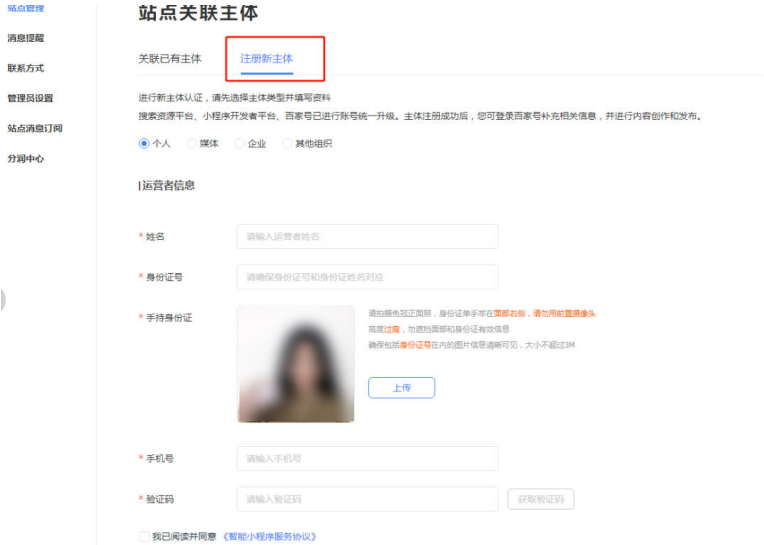 站点管理
站点关联主体
消息提醒
联系方式
管理员设置
站点消息订阅
分润中心
关联已有主体 注册新主体
进行新主体认证，请先选择主体类型并填写资料
搜索资源平台、小程序开发者平台、百家号已进行账号统一升级。主体注册成功后，您可登录百家号补充相关信息，并进行内容创作和发布。
个人 媒体 企业 其他组织
运营者信息
* 姓名 请输入运营者姓名
* 身份证号 请确保身份证号和身份证姓名对应
* 手持身份证
请拍摄免冠正面照，身份证单手举在面部右侧，请勿用前置摄像头
高度过肩，勿遮挡面部和身份证有效信息
确保包括身份证号在内的图片信息清晰可见，大小不超过3M
上传
* 手机号 请输入手机号
* 验证码 请输入验证码 获取验证码
我已阅读并同意 《智能小程序服务协议》